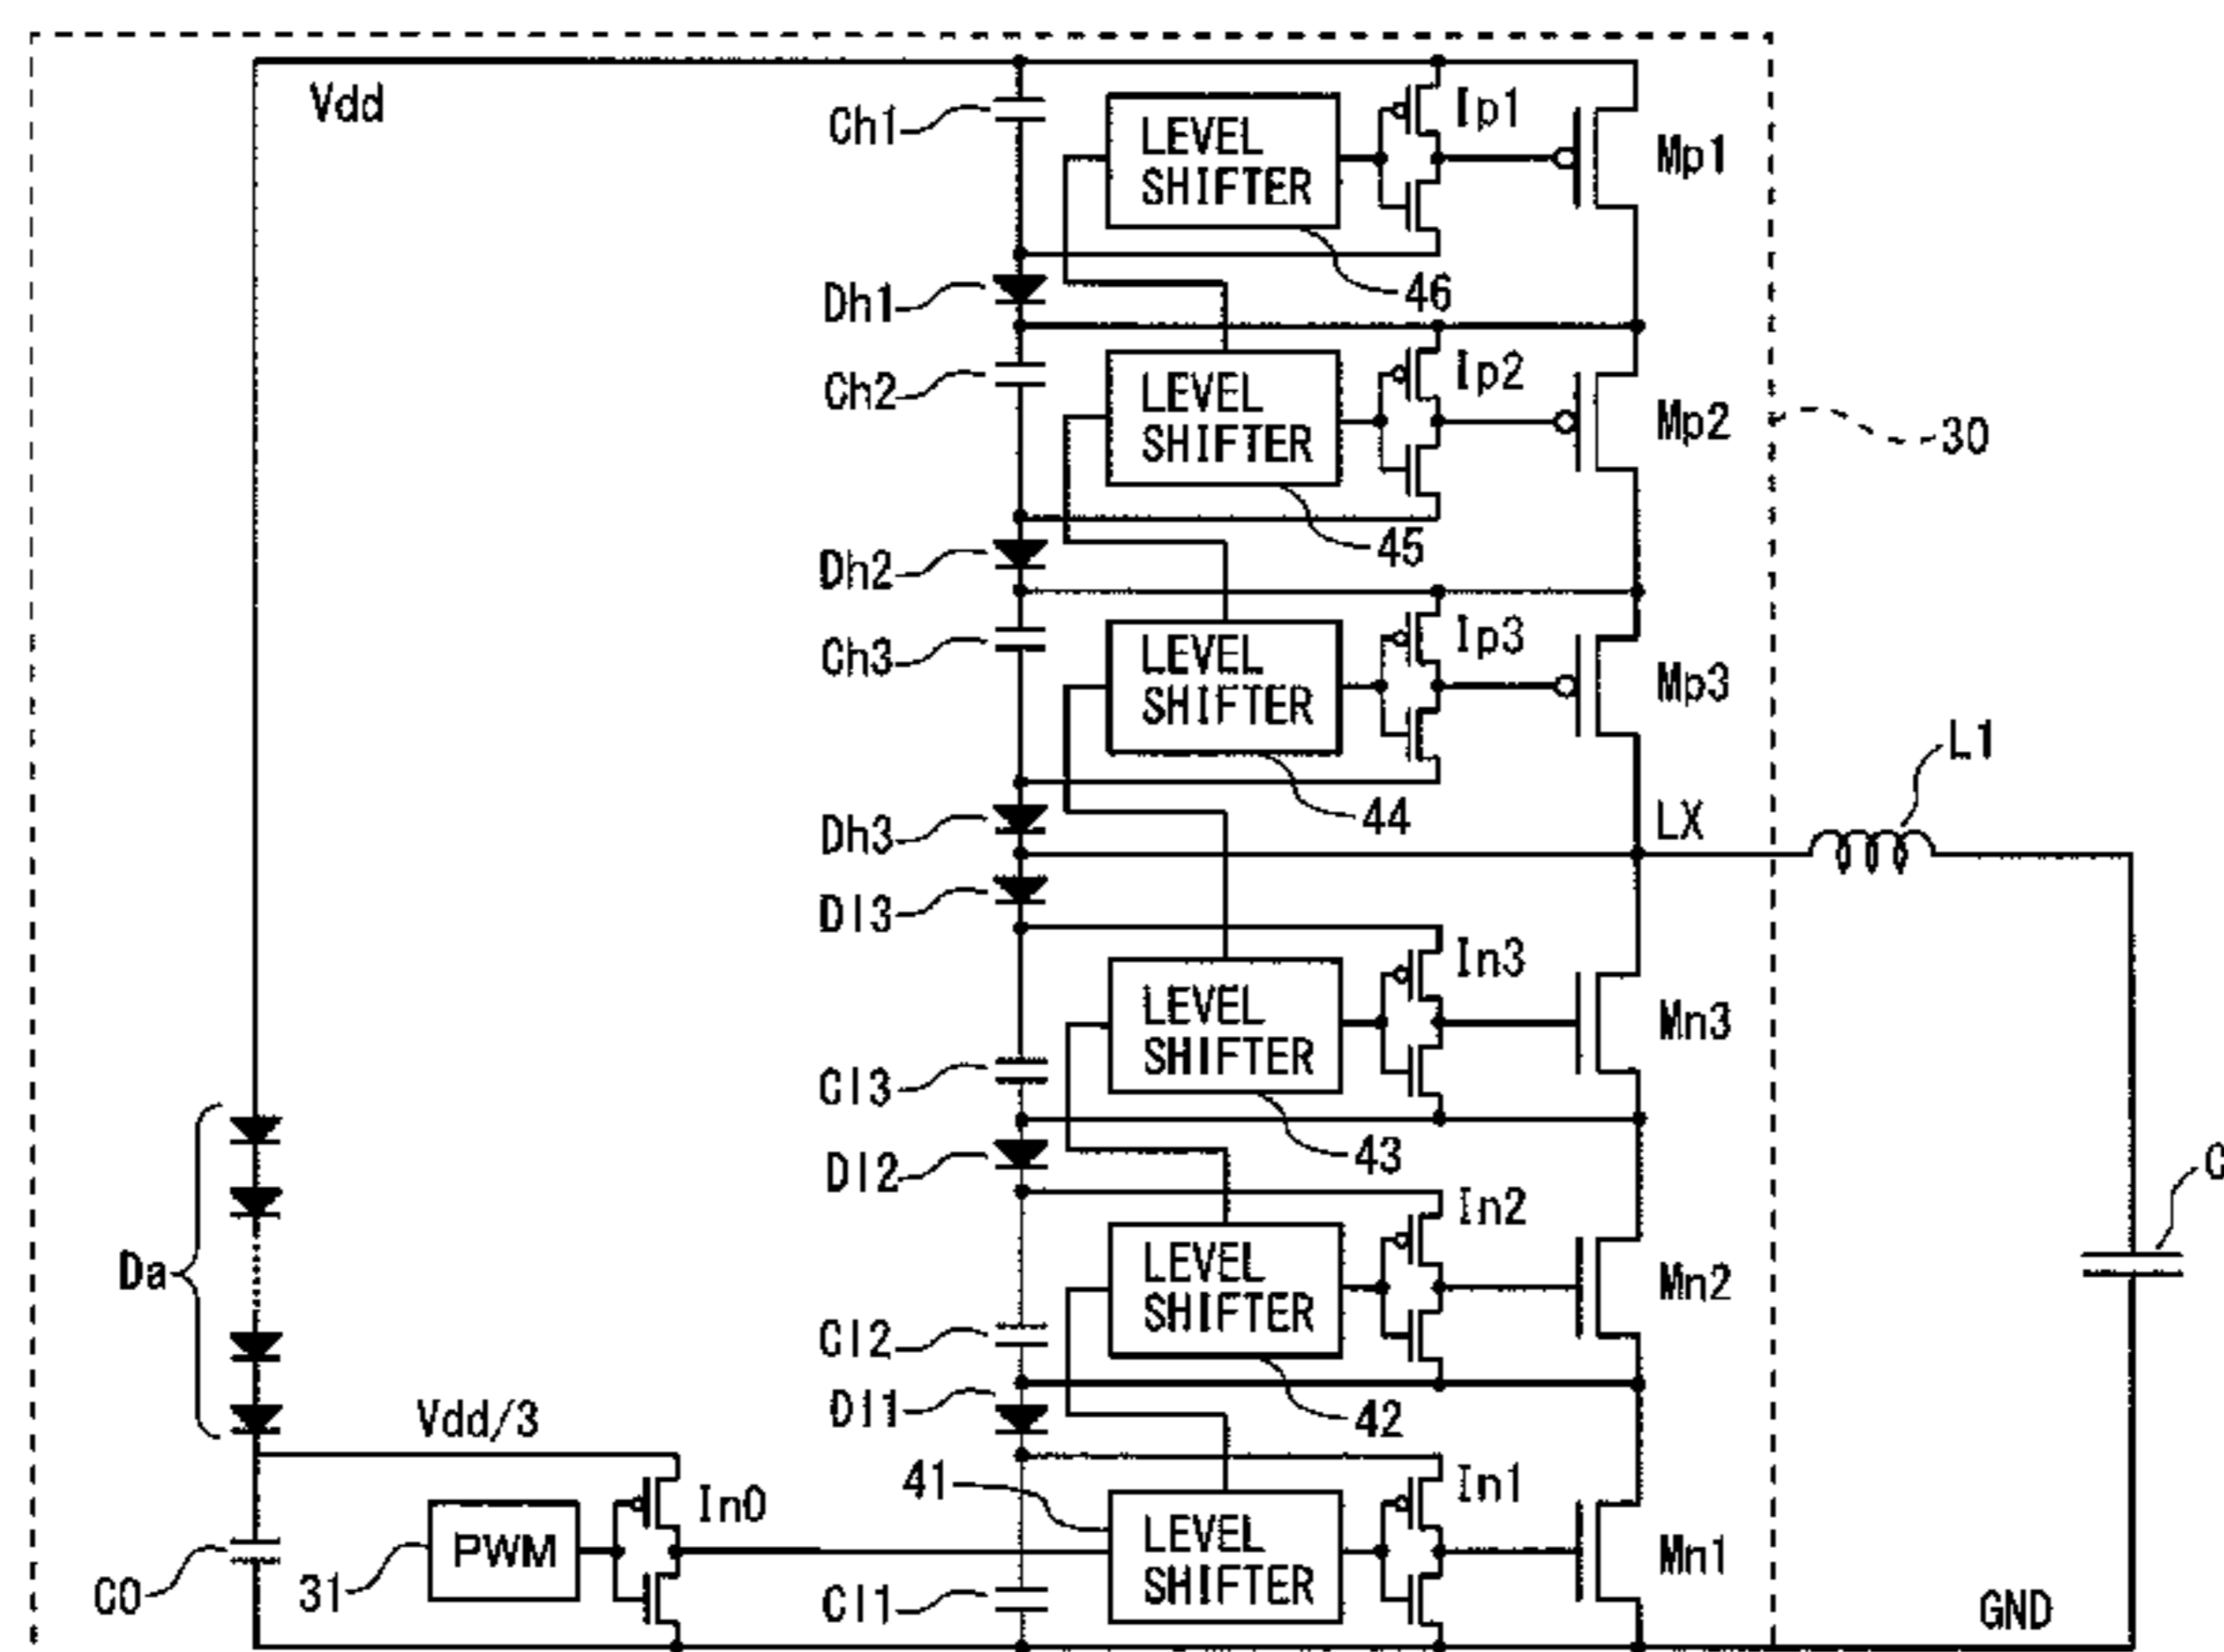 Vdd
Ch1
LEVEL
SHIFTER
Ip1
Mp1
Dh1
46
Ch2
LEVEL
SHIFTER
Ip2
Mp2
30
Dh2
45
Ch3
LEVEL
SHIFTER
Ip3
Mp3
L1
Dh3
44
LX
Dl3
LEVEL
SHIFTER
In3
Mn3
Cl3
43
Dl2
C
Da
LEVEL
SHIFTER
In2
Mn2
Cl2
42
Dl1
Vdd/3
41
LEVEL
SHIFTER
In1
Mn1
In0
PWM
C0
31
Cl1
GND